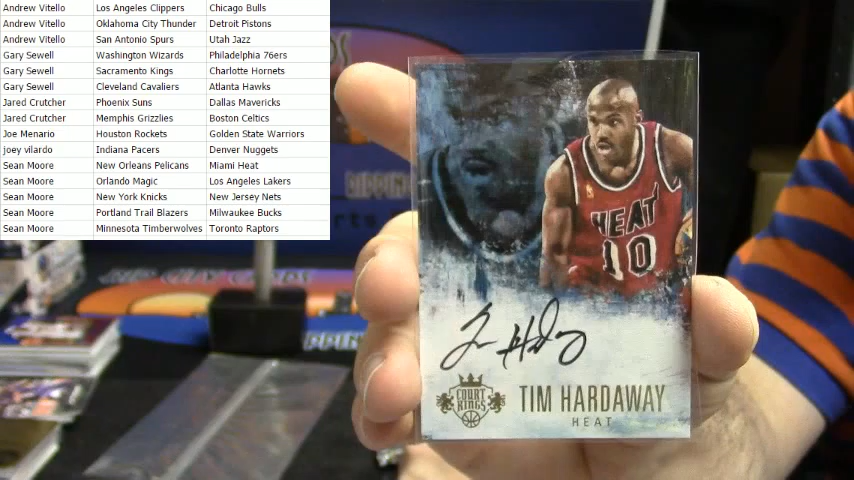 Andrew Vitello Los Angeles Clippers Chicago Bulls
Andrew Vitello Oklahoma City Thunder Detroit Pistons
Andrew Vitello San Antonio Spurs Utah Jazz
Gary Sewell Washington Wizards Philadelphia 76ers
Gary Sewell Sacramento Kings Charlotte Hornets
Gary Sewell Cleveland Cavaliers Atlanta Hawks
Jared Crutcher Phoenix Suns Dallas Mavericks
Jared Crutcher Memphis Grizzlies Boston Celtics
Joe Menario Houston Rockets Golden State Warriors
joey vilardo Indiana Pacers Denver Nuggets
Sean Moore New Orleans Pelicans Miami Heat
Sean Moore Orlando Magic Los Angeles Lakers
Sean Moore New York Knicks New Jersey Nets
Sean Moore Portland Trail Blazers Milwaukee Bucks
Sean Moore Minnesota Timberwolves Toronto Raptors
HEAT
10
Tim Hardaway
COURT
KINGS
TIM HARDAWAY
HEAT